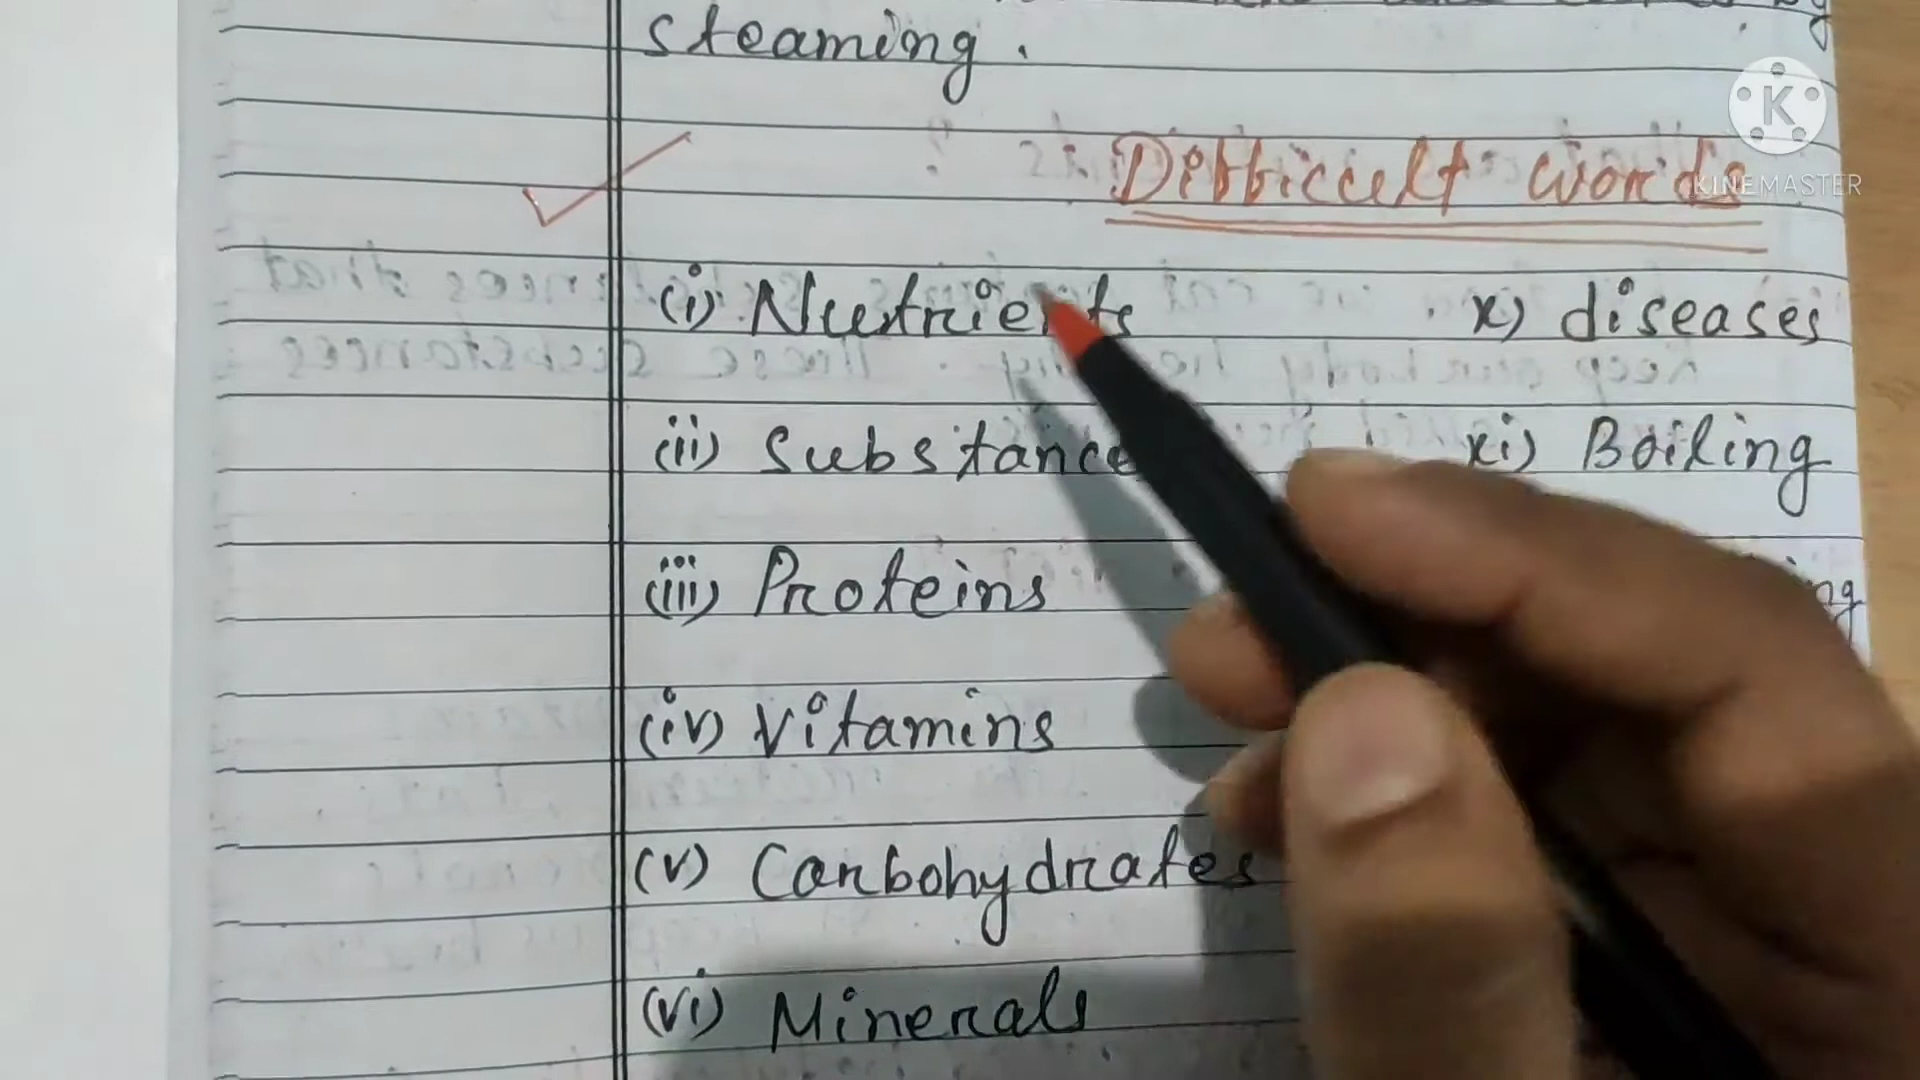 steaming.
Difficult words
KINEMASTER
(i) Nutrients x) diseases
(ii) Substance xi) Boiling
(iii) Proteins
(iv) Vitamins
(v) Carbohydrates
(vi) Minerals